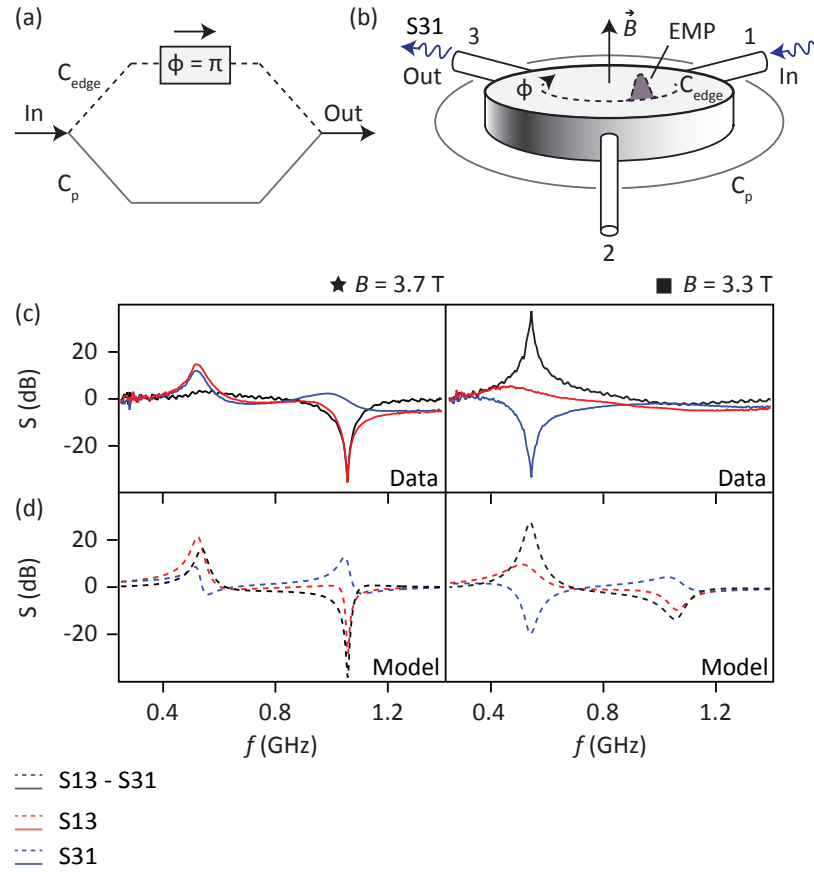 (a)
C_edge
ϕ = π
In
Out
C_p
(b)
S31
3
Out
B
EMP
1
In
ϕ
C_edge
C_p
2
★ B = 3.7 T
■ B = 3.3 T
(c)
S (dB)
20
0
-20
Data
Data
(d)
S (dB)
20
0
-20
Model
Model
0.4 0.8 1.2
0.4 0.8 1.2
f (GHz)
f (GHz)
S13 - S31
S13
S31